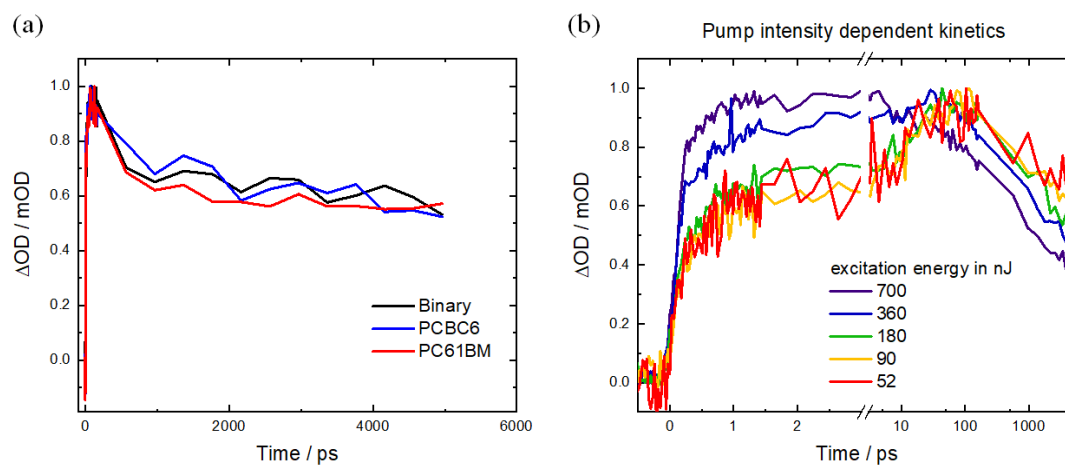 (a)
(b)
Pump intensity dependent kinetics
1.0
0.8
0.6
0.4
0.2
0.0
ΔOD / mOD
Binary
PCBC6
PC61BM
0
2000
4000
6000
Time / ps
1.0
0.8
0.6
0.4
0.2
0.0
ΔOD / mOD
excitation energy in nJ
700
360
180
90
52
0
1
2
10
100
1000
Time / ps